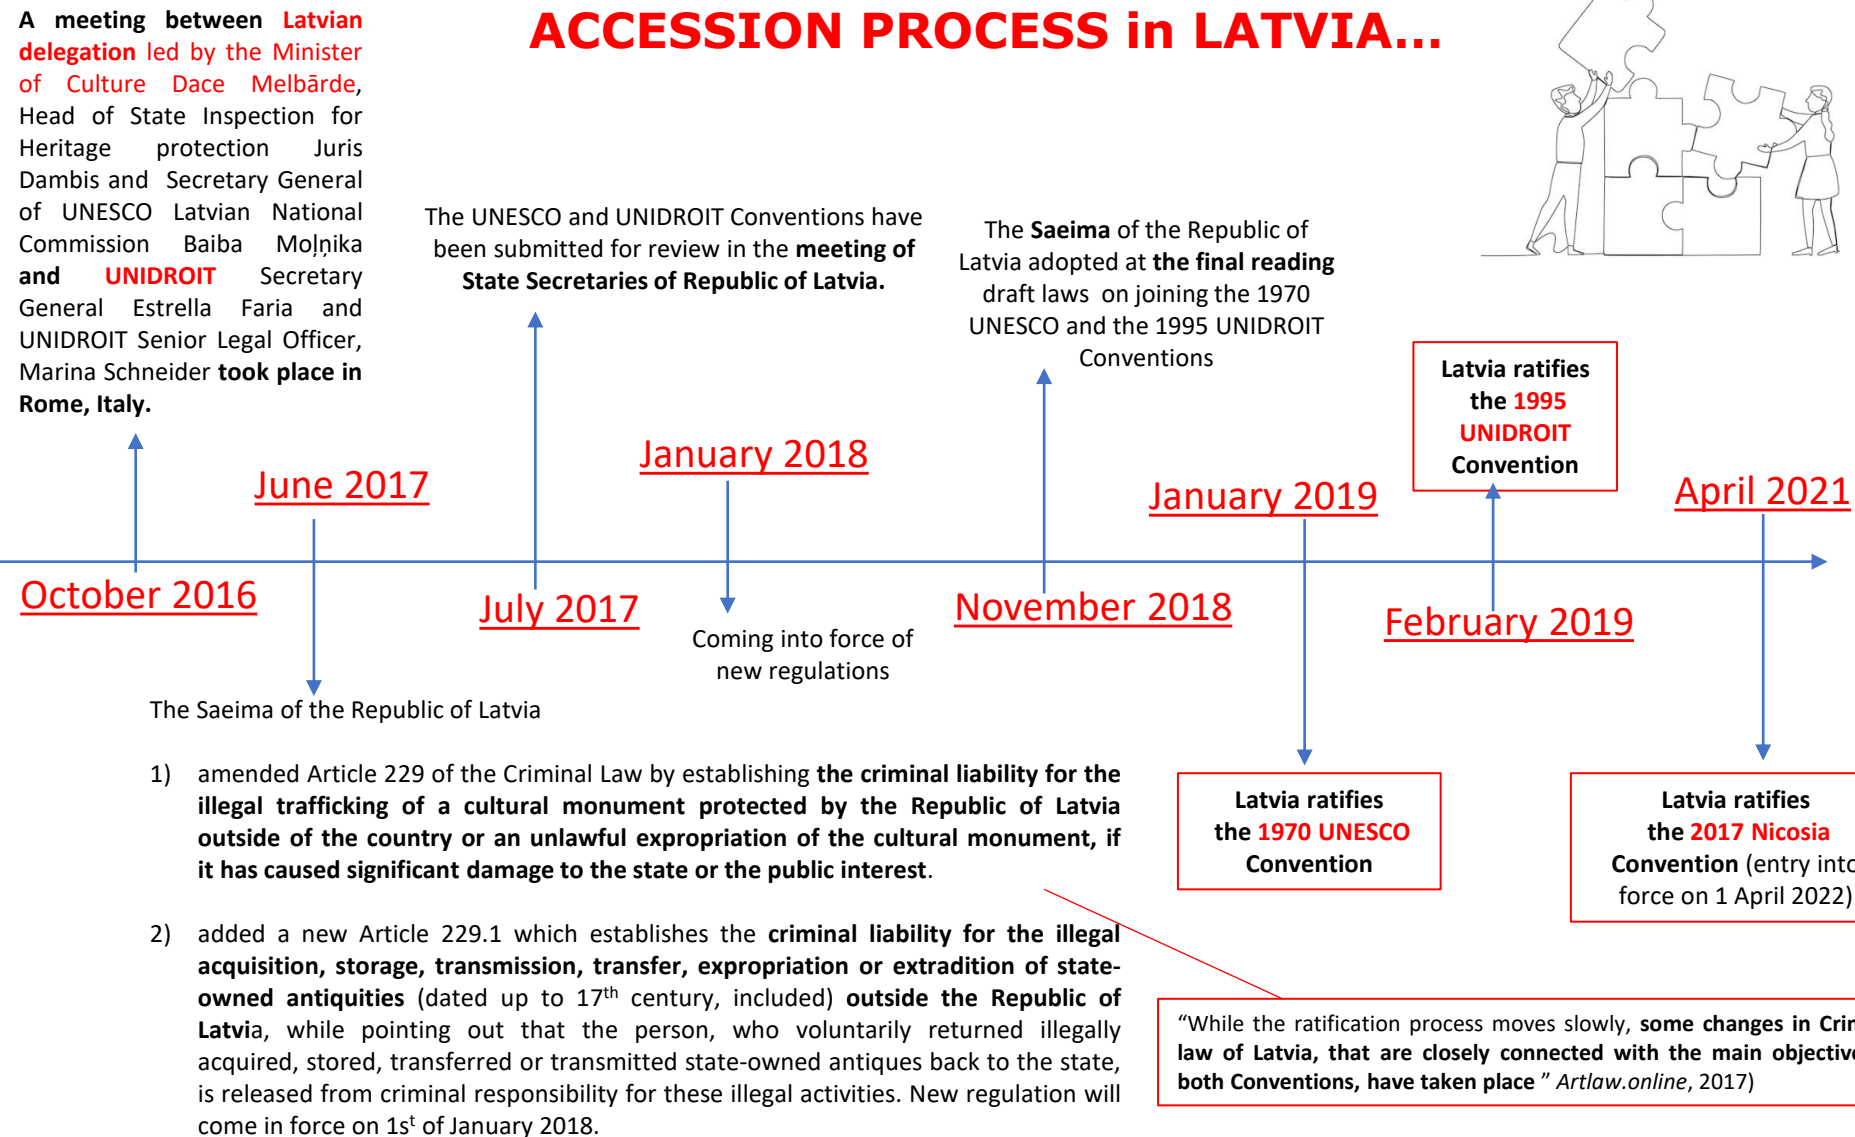 ACCESSION PROCESS in LATVIA...
A meeting between Latvian
delegation led by the Minister
of Culture Dace Melbārde,
Head of State Inspection for
Heritage protection Juris
Dambis and Secretary General
of UNESCO Latvian National
Commission Baiba Moļņika
and UNIDROIT Secretary
General Estrella Faria and
UNIDROIT Senior Legal Officer,
Marina Schneider took place in
Rome, Italy.
October 2016
June 2017
The Saeima of the Republic of Latvia
1) amended Article 229 of the Criminal Law by establishing the criminal liability for the
illegal trafficking of a cultural monument protected by the Republic of Latvia
outside of the country or an unlawful expropriation of the cultural monument, if
it has caused significant damage to the state or the public interest.
2) added a new Article 229.1 which establishes the criminal liability for the illegal
acquisition, storage, transmission, transfer, expropriation or extradition of state-
owned antiquities (dated up to 17th century, included) outside the Republic of
Latvia, while pointing out that the person, who voluntarily returned illegally
acquired, stored, transferred or transmitted state-owned antiques back to the state,
is released from criminal responsibility for these illegal activities. New regulation will
come in force on 1st of January 2018.
The UNESCO and UNIDROIT Conventions have
been submitted for review in the meeting of
State Secretaries of Republic of Latvia.
July 2017
January 2018
Coming into force of
new regulations
The Saeima of the Republic of
Latvia adopted at the final reading
draft laws on joining the 1970
UNESCO and the 1995 UNIDROIT
Conventions
November 2018
January 2019
Latvia ratifies
the 1970 UNESCO
Convention
Latvia ratifies
the 1995
UNIDROIT
Convention
February 2019
April 2021
Latvia ratifies
the 2017 Nicosia
Convention (entry into
force on 1 April 2022)
“While the ratification process moves slowly, some changes in
law of Latvia, that are closely connected with the main
both Conventions, have taken place ” Artlaw.online, 2017)